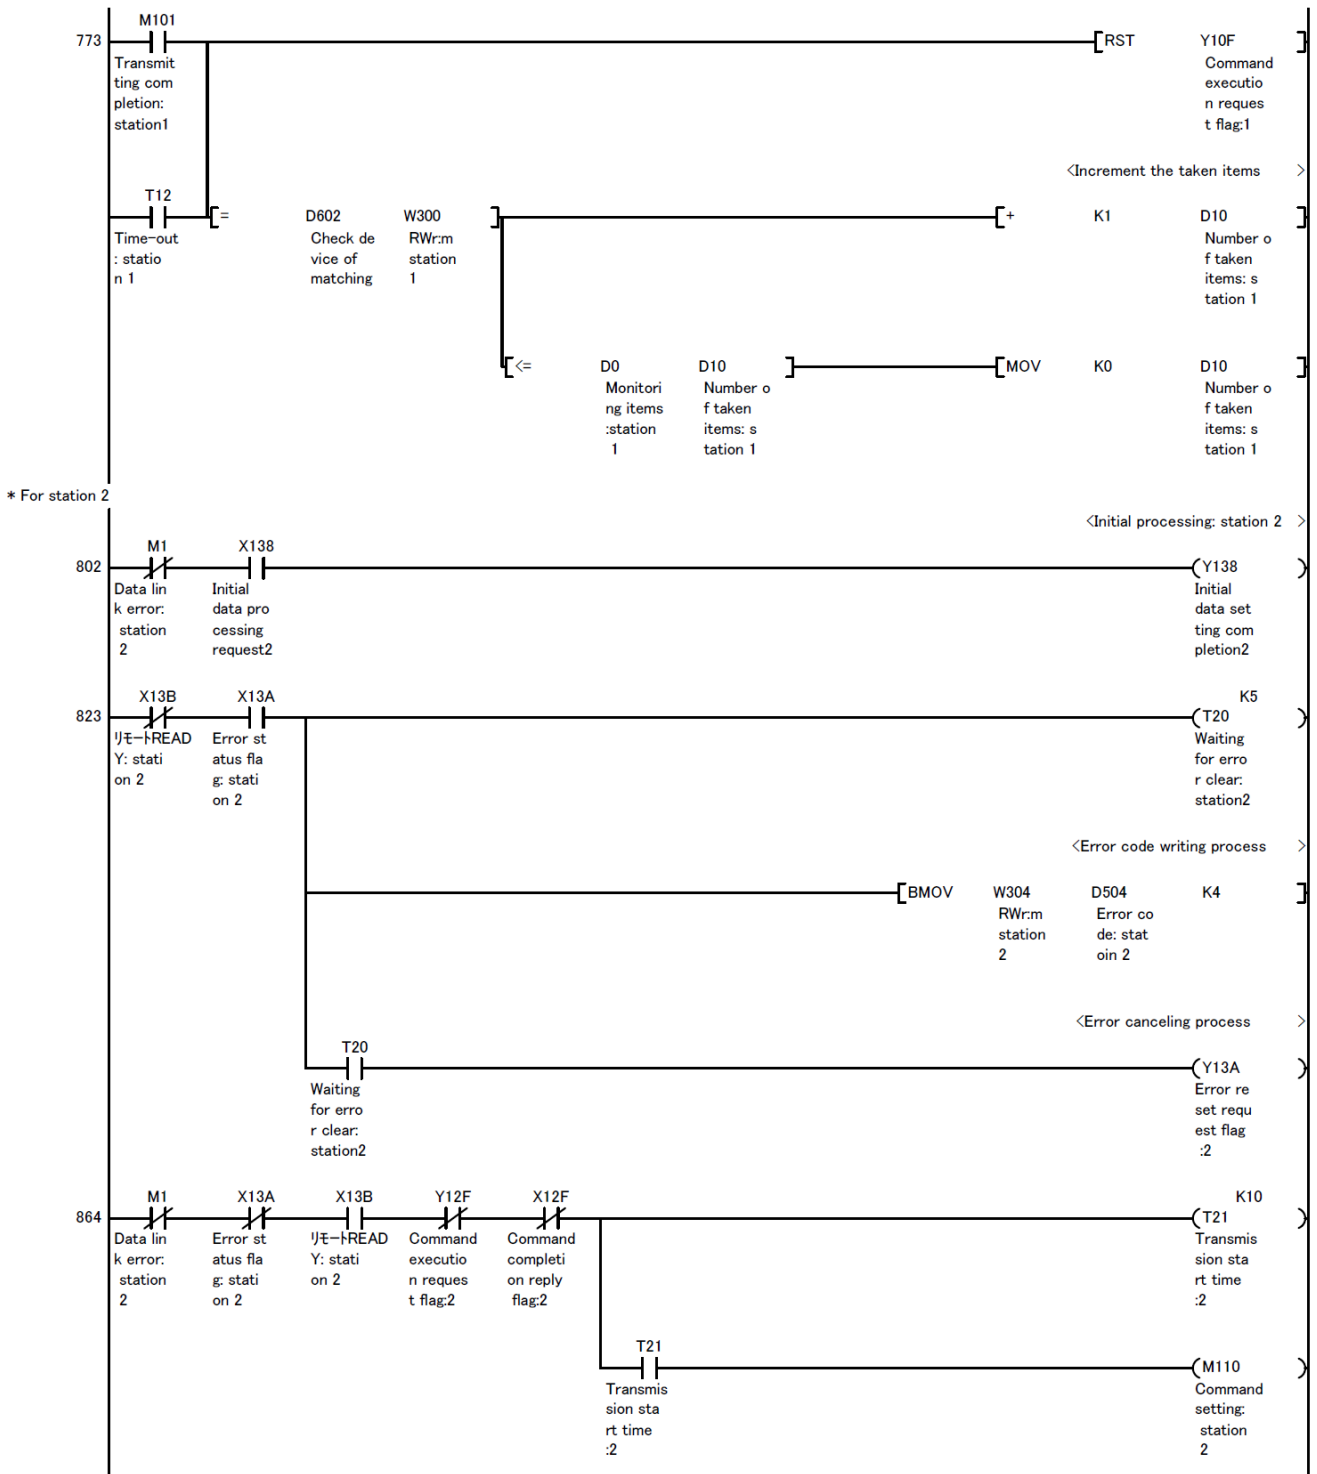 M101
773
RST Y10F
Transmit
ting com
pletion:
station1
Command
executio
n reques
t flag:1
<Increment the taken items >
T12
= D602 W300
+ K1 D10
Time-out
: statio
n 1
Check de
vice of
matching
RWr:m
station
1
Number o
f taken
items: s
tation 1
<= D0 D10
MOV K0 D10
Monitori
ng items
:station
1
Number o
f taken
items: s
tation 1
Number o
f taken
items: s
tation 1
* For station 2
<Initial processing: station 2 >
M1 X138
802
Y138
Data lin
k error:
station
2
Initial
data pro
cessing
request2
Initial
data set
ting com
pletion2
X13B X13A K5
823
T20
ﾘﾓｰﾄREAD
Y: stati
on 2
Error st
atus fla
g: stati
on 2
Waiting
for erro
r clear:
station2
<Error code writing process >
BMOV W304 D504 K4
RWr:m
station
2
Error co
de: stat
oin 2
<Error canceling process >
T20
Y13A
Waiting
for erro
r clear:
station2
Error re
set requ
est flag
:2
M1 X13A X13B Y12F X12F K10
864
T21
Data lin
k error:
station
2
Error st
atus fla
g: stati
on 2
ﾘﾓｰﾄREAD
Y: stati
on 2
Command
executio
n reques
t flag:2
Command
completi
on reply
flag:2
Transmis
sion sta
rt time
:2
T21
M110
Transmis
sion sta
rt time
:2
Command
setting:
station
2